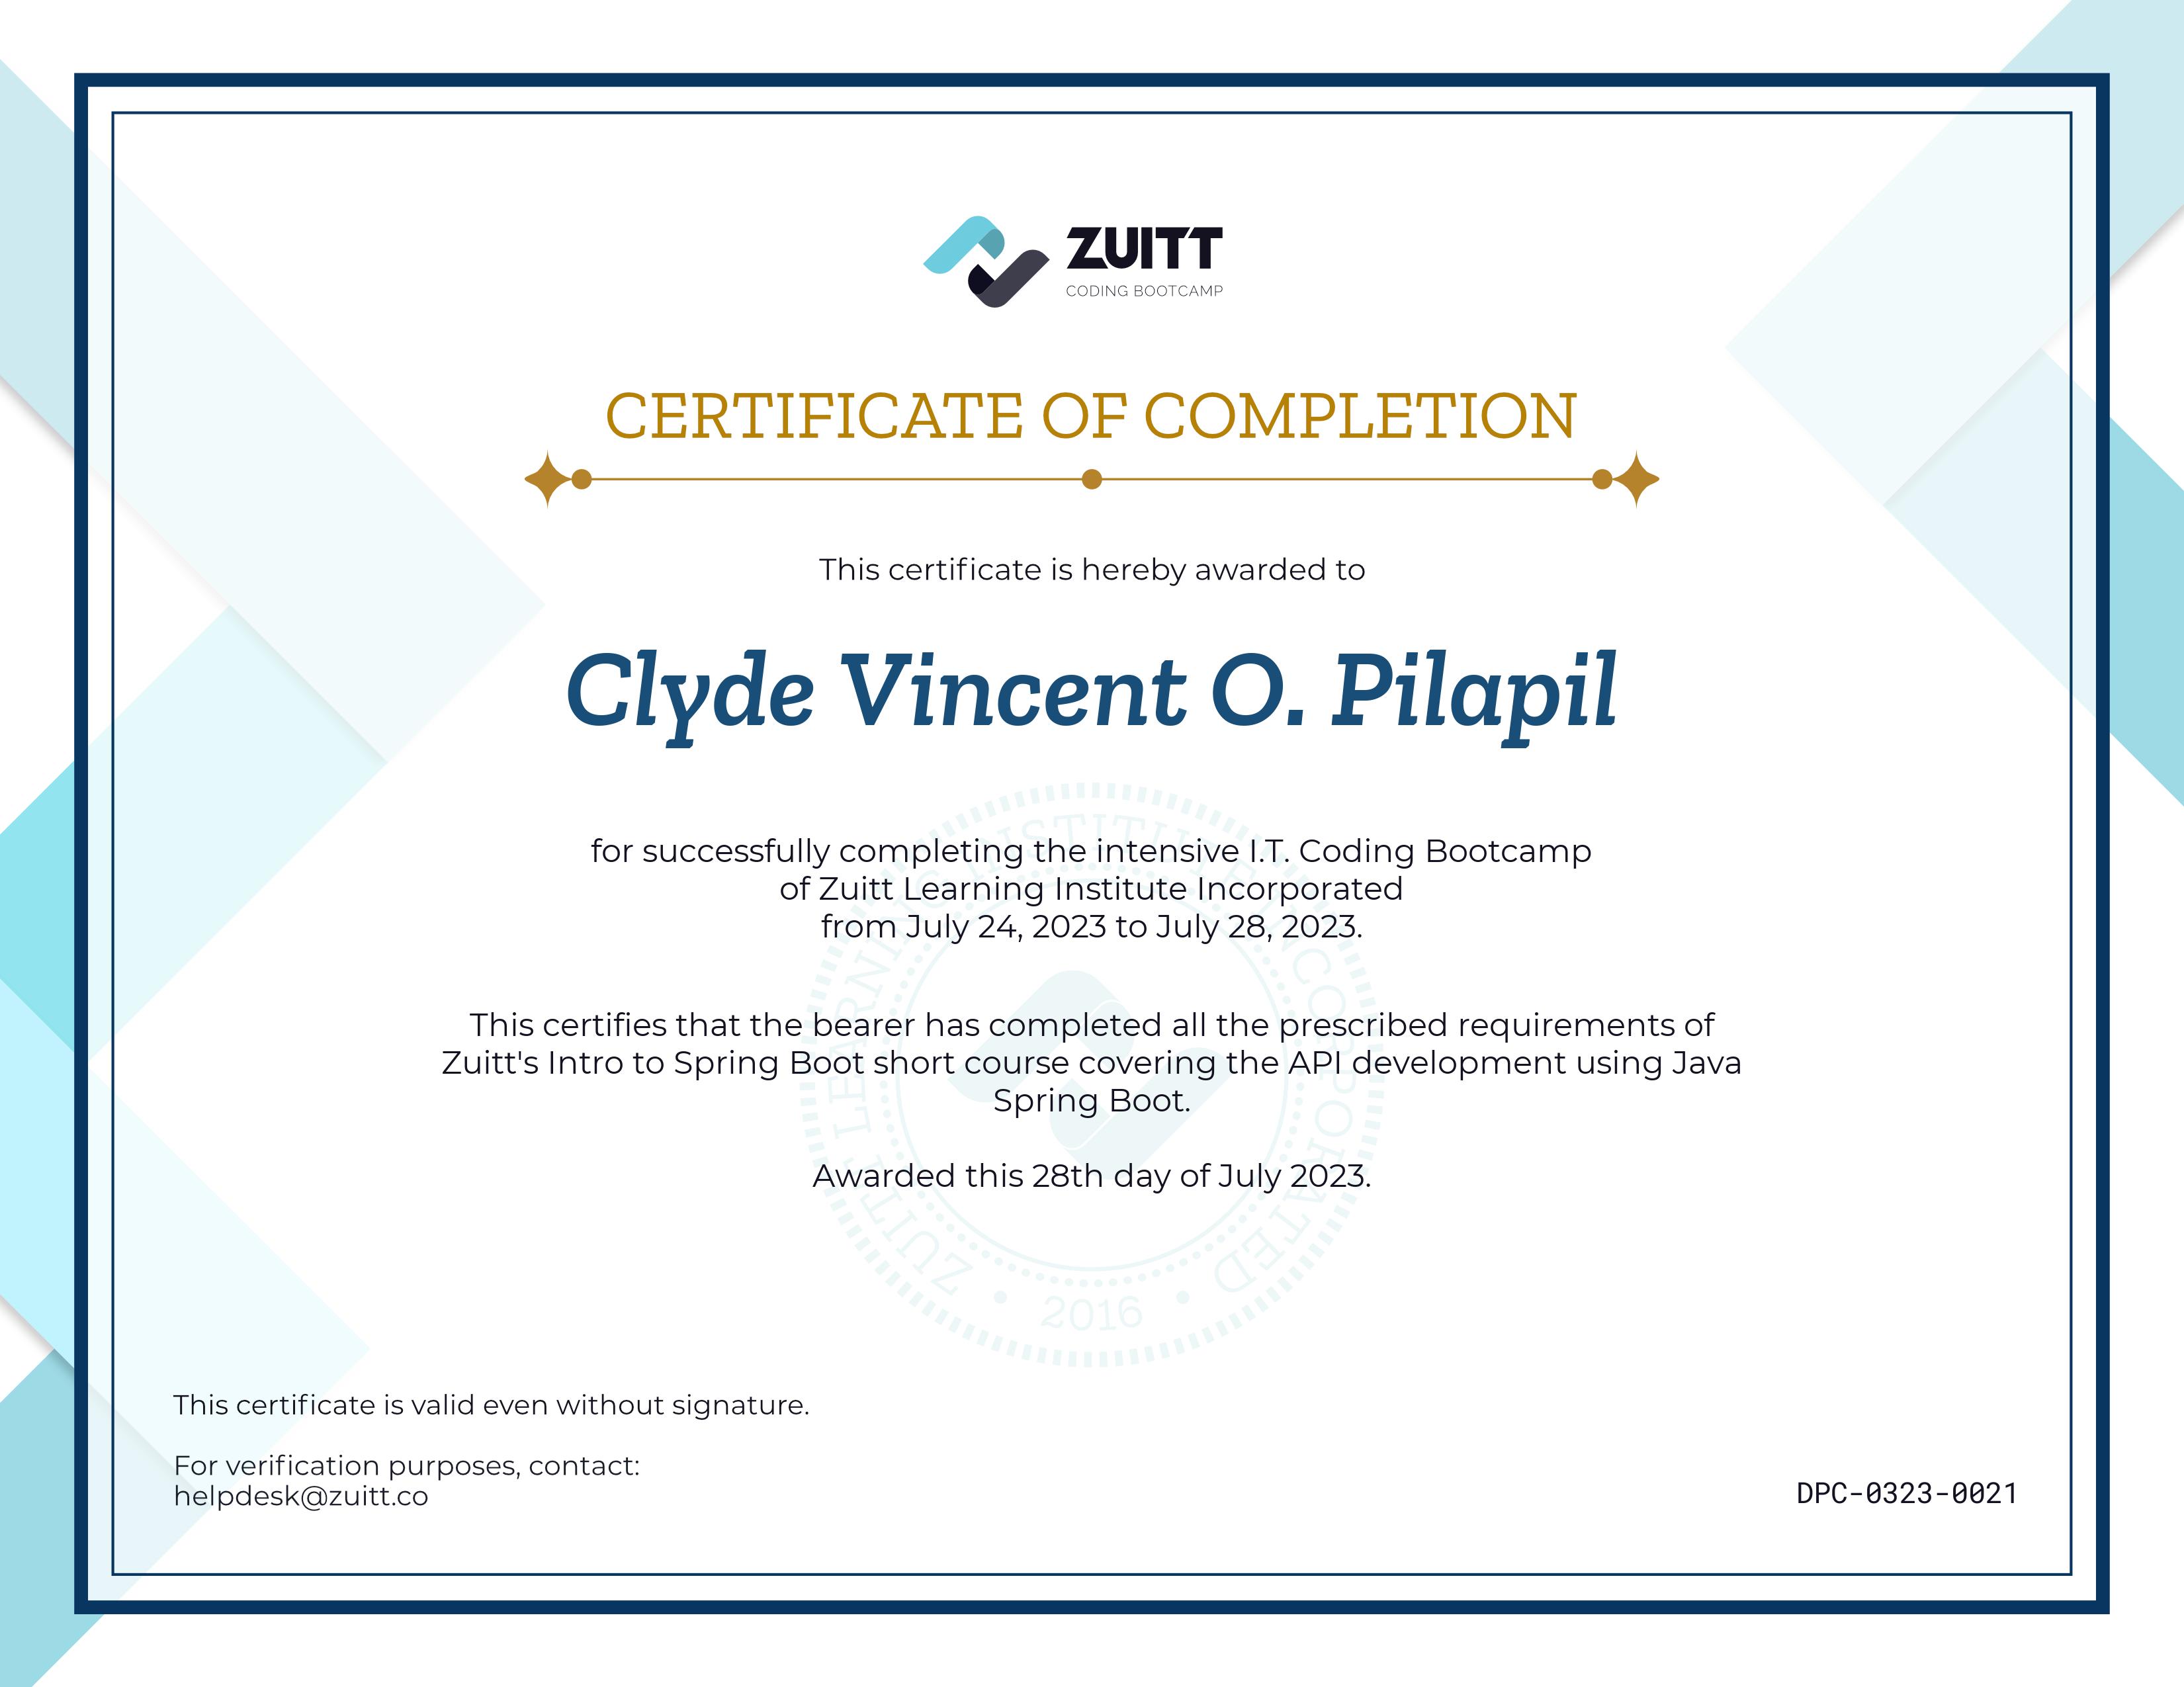 ZUITT
CODING BOOTCAMP
CERTIFICATE OF COMPLETION
This certificate is hereby awarded to
Clyde Vincent O. Pilapil
for successfully completing the intensive I.T. Coding Bootcamp
of Zuitt Learning Institute Incorporated
from July 24, 2023 to July 28, 2023.
This certifies that the bearer has completed all the prescribed requirements of
Zuitt's Intro to Spring Boot short course covering the API development using Java
Spring Boot.
Awarded this 28th day of July 2023.
ZUITT LEARNING INSTITUTE INCORPORATED
• 2016 •
This certificate is valid even without signature.
For verification purposes, contact:
helpdesk@zuitt.co
DPC-0323-0021